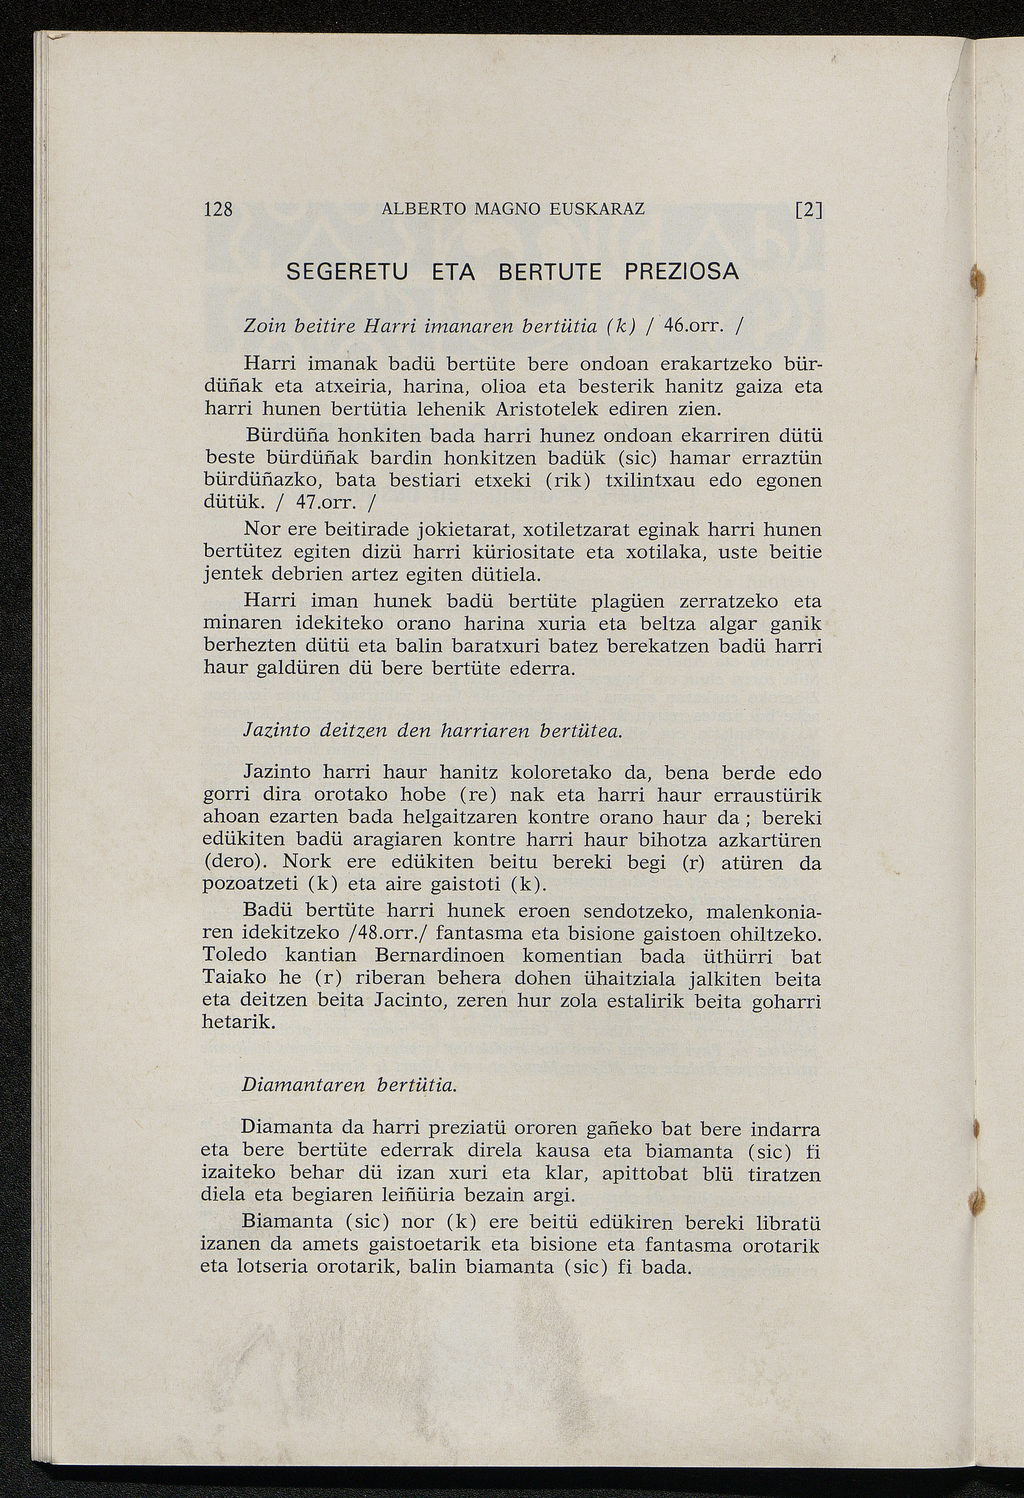 128 ALBERTO MAGNO EUSKARAZ [2]
SEGERETU ETA BERTUTE PREZIOSA
Zoin beitire Harri imanaren bertütia (k) / 46.orr. /
Harri imanak badü bertüte bere ondoan erakartzeko bür-
düñak eta atxeiria, harina, olioa eta besterik hanitz gaiza eta
harri hunen bertütia lehenik Aristotelek ediren zien.
Bürdüña honkiten bada harri hunez ondoan ekarriren dütü
beste bürdüñak bardin honkitzen badük (sic) hamar erraztün
bürdüñazko, bata bestiari etxeki (rik) txilintxau edo egonen
dütük. / 47.orr. /
Nor ere beitirade jokietarat, xotiletzarat eginak harri hunen
bertütez egiten dizü harri küriositate eta xotilaka, uste beitie
jentek debrien artez egiten dütiela.
Harri iman hunek badü bertüte plagüen zerratzeko eta
minaren idekiteko orano harina xuria eta beltza algar ganik
berhezten dütü eta balin baratxuri batez berekatzen badü harri
haur galdüren dü bere bertüte ederra.
Jazinto deitzen den harriaren bertütea.
Jazinto harri haur hanitz koloretako da, bena berde edo
gorri dira orotako hobe (re) nak eta harri haur erraustürik
ahoan ezarten bada helgaitzaren kontre orano haur da ; bereki
edükiten badü aragiaren kontre harri haur bihotza azkartüren
(dero). Nork ere edükiten beitu bereki begi (r) atüren da
pozoatzeti (k) eta aire gaistoti (k).
Badü bertüte harri hunek eroen sendotzeko, malenkonia-
ren idekitzeko /48.orr./ fantasma eta bisione gaistoen ohiltzeko.
Toledo kantian Bernardinoen komentian bada üthürri bat
Taiako he (r) riberan behera dohen ühaitziala jalkiten beita
eta deitzen beita Jacinto, zeren hur zola estalirik beita goharri
hetarik.
Diamantaren bertütia.
Diamanta da harri preziatü ororen gañeko bat bere indarra
eta bere bertüte ederrak direla kausa eta biamanta (sic) fi
izaiteko behar dü izan xuri eta klar, apittobat blü tiratzen
diela eta begiaren leiñüria bezain argi.
Biamanta (sic) nor (k) ere beitü edükiren bereki libratü
izanen da amets gaistoetarik eta bisione eta fantasma orotarik
eta lotseria orotarik, balin biamanta (sic) fi bada.